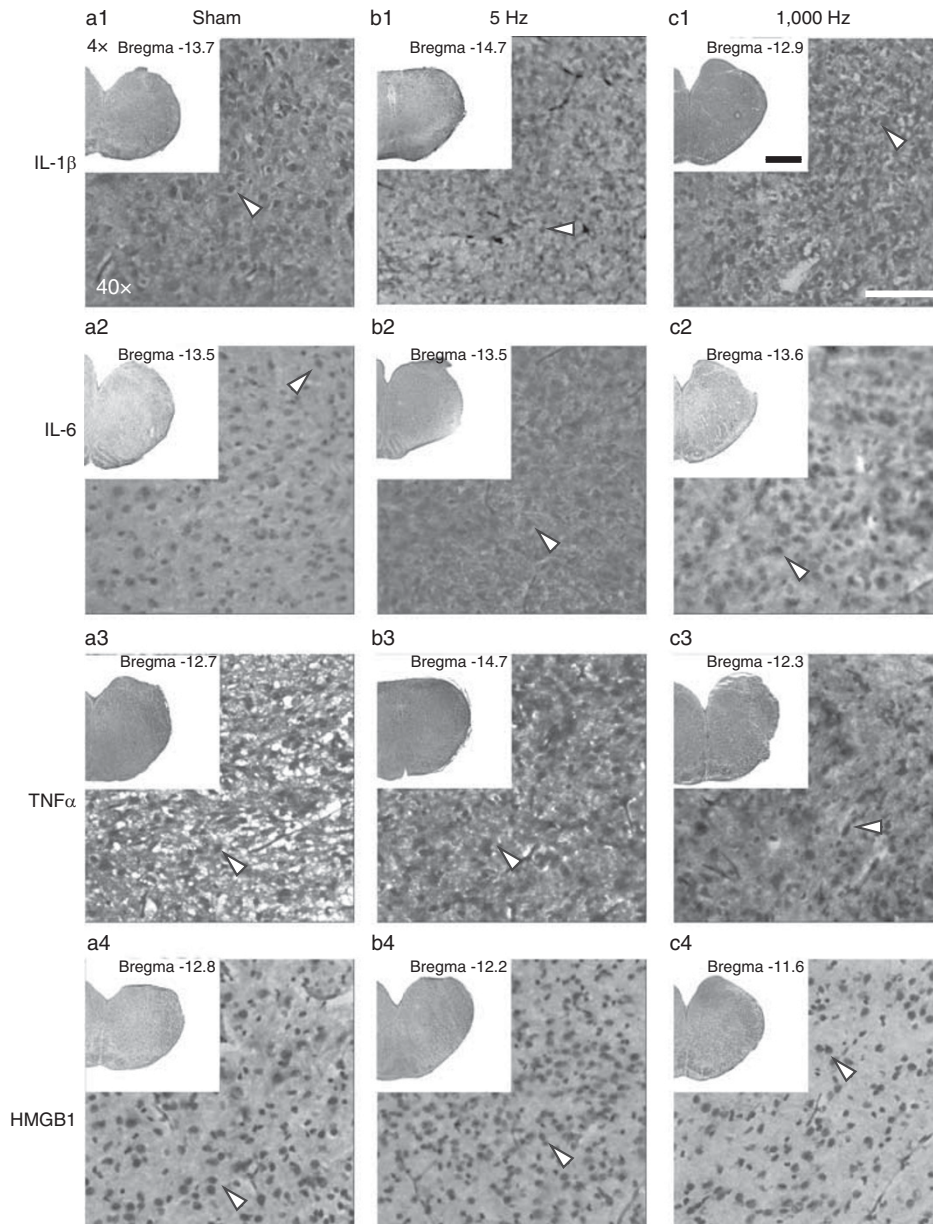 a1 Sham b1 5 Hz c1 1,000 Hz
IL-1β
4× Bregma -13.7
40×
Bregma -14.7
Bregma -12.9
a2 b2 c2
IL-6
Bregma -13.5
Bregma -13.5
Bregma -13.6
a3 b3 c3
TNFα
Bregma -12.7
Bregma -14.7
Bregma -12.3
a4 b4 c4
HMGB1
Bregma -12.8
Bregma -12.2
Bregma -11.6